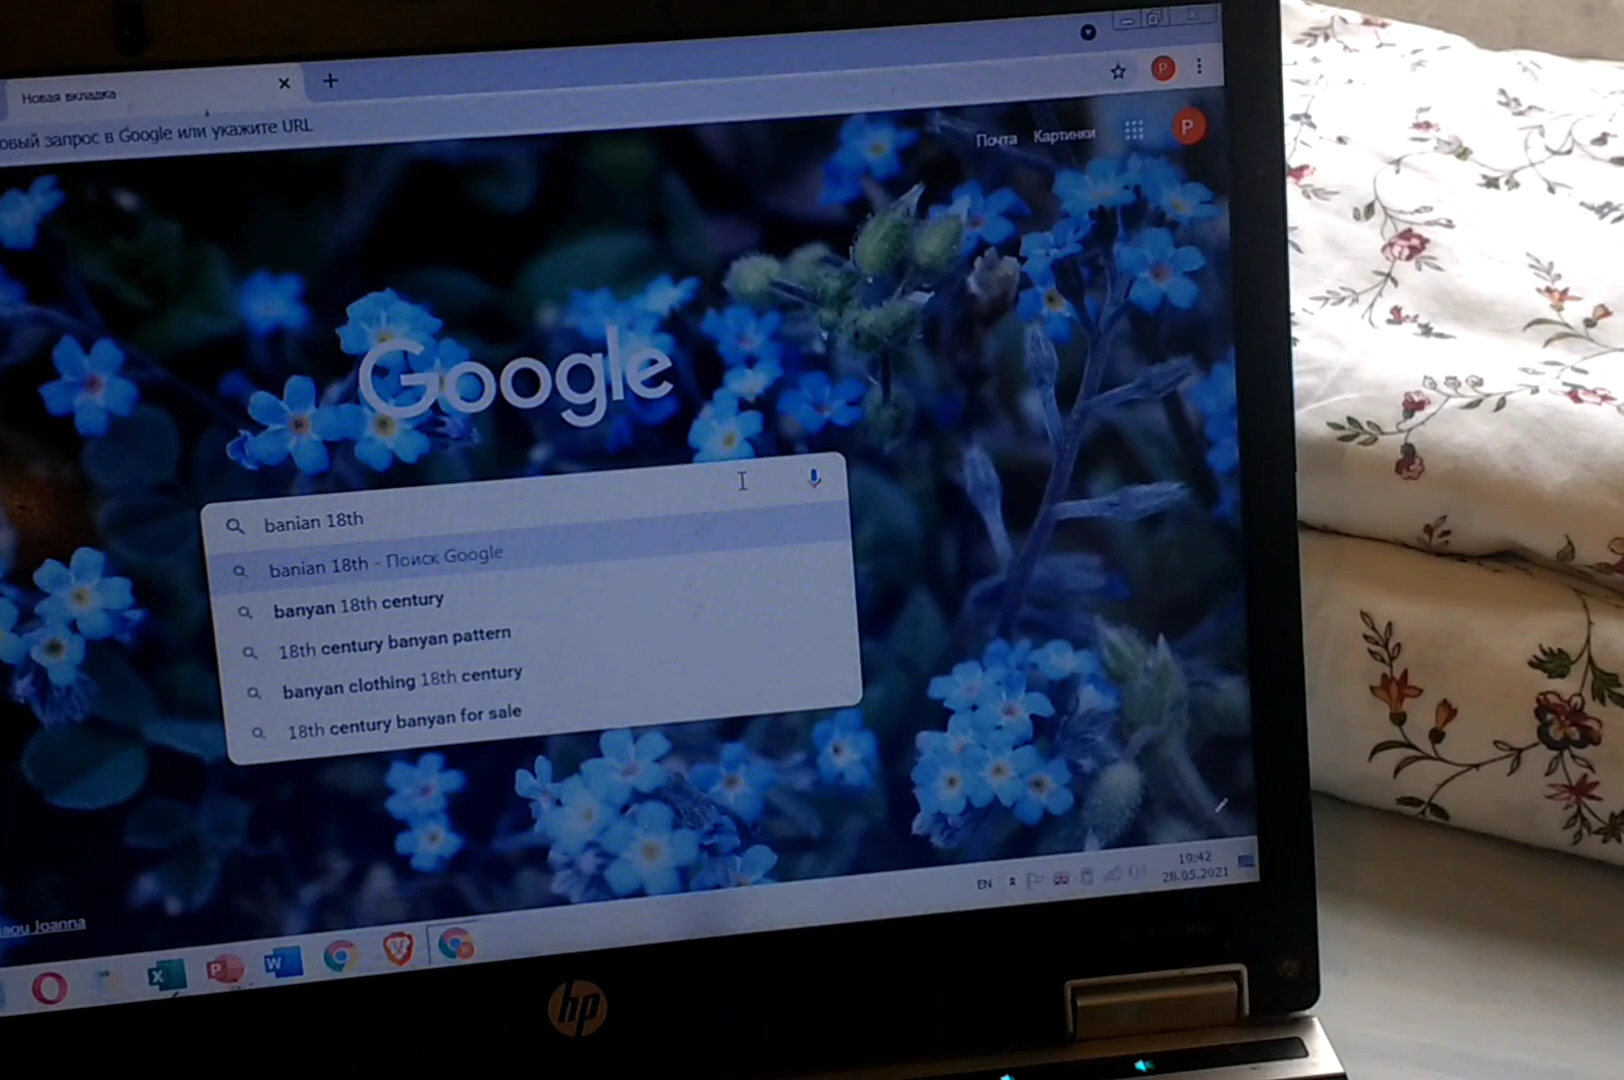 Новая вкладка
овый запрос в Google или укажите URL
P
Почта Картинки
P
Google
banian 18th
banian 18th - Поиск Google
banyan 18th century
18th century banyan pattern
banyan clothing 18th century
18th century banyan for sale
Joanna
EN
19:42
28.05.2021
X
P
W
hp